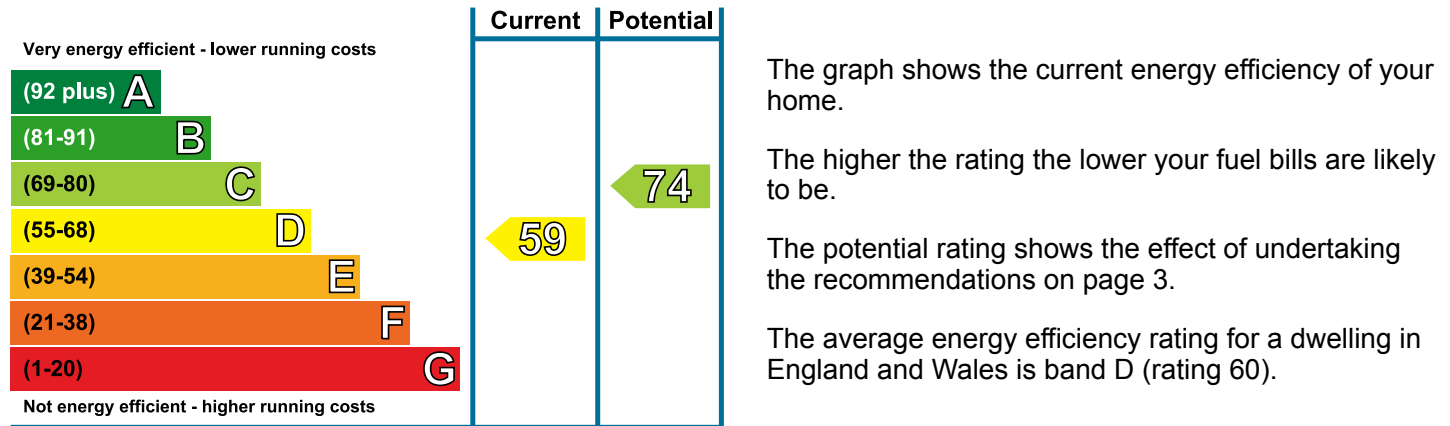 Current Potential
Very energy efficient - lower running costs
(92 plus) A
(81-91) B
(69-80) C
74
(55-68) D
59
(39-54) E
(21-38) F
(1-20) G
Not energy efficient - higher running costs
The graph shows the current energy efficiency of your
home.
The higher the rating the lower your fuel bills are likely
to be.
The potential rating shows the effect of undertaking
the recommendations on page 3.
The average energy efficiency rating for a dwelling in
England and Wales is band D (rating 60).